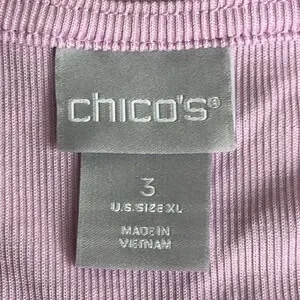 chico's®
3
U.S. SIZE XL
MADE IN
VIETNAM